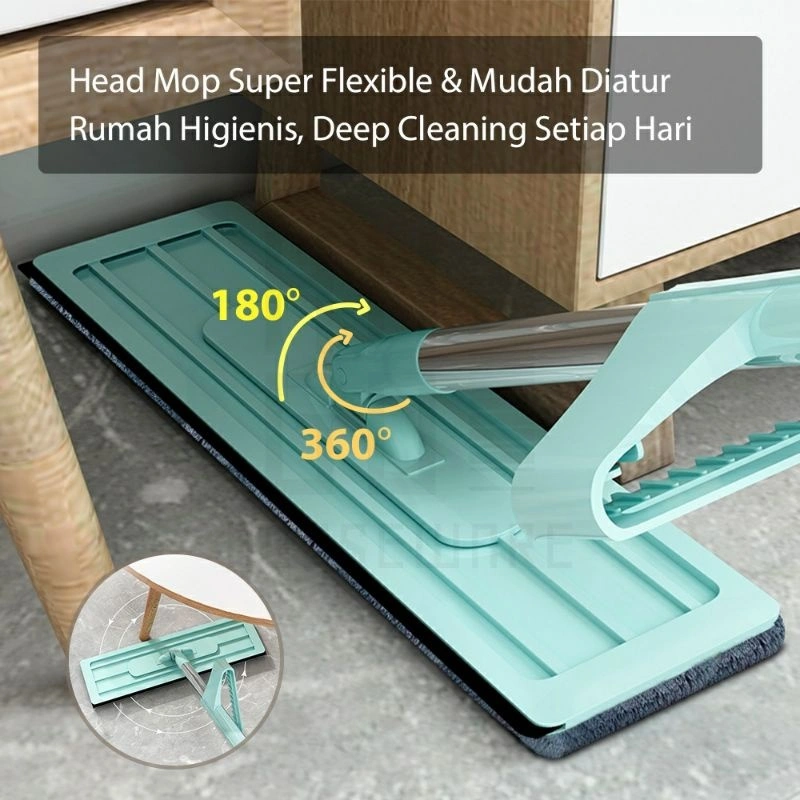 Head Mop Super Flexible & Mudah Diatur
Rumah Higienis, Deep Cleaning Setiap Hari
180°
360°